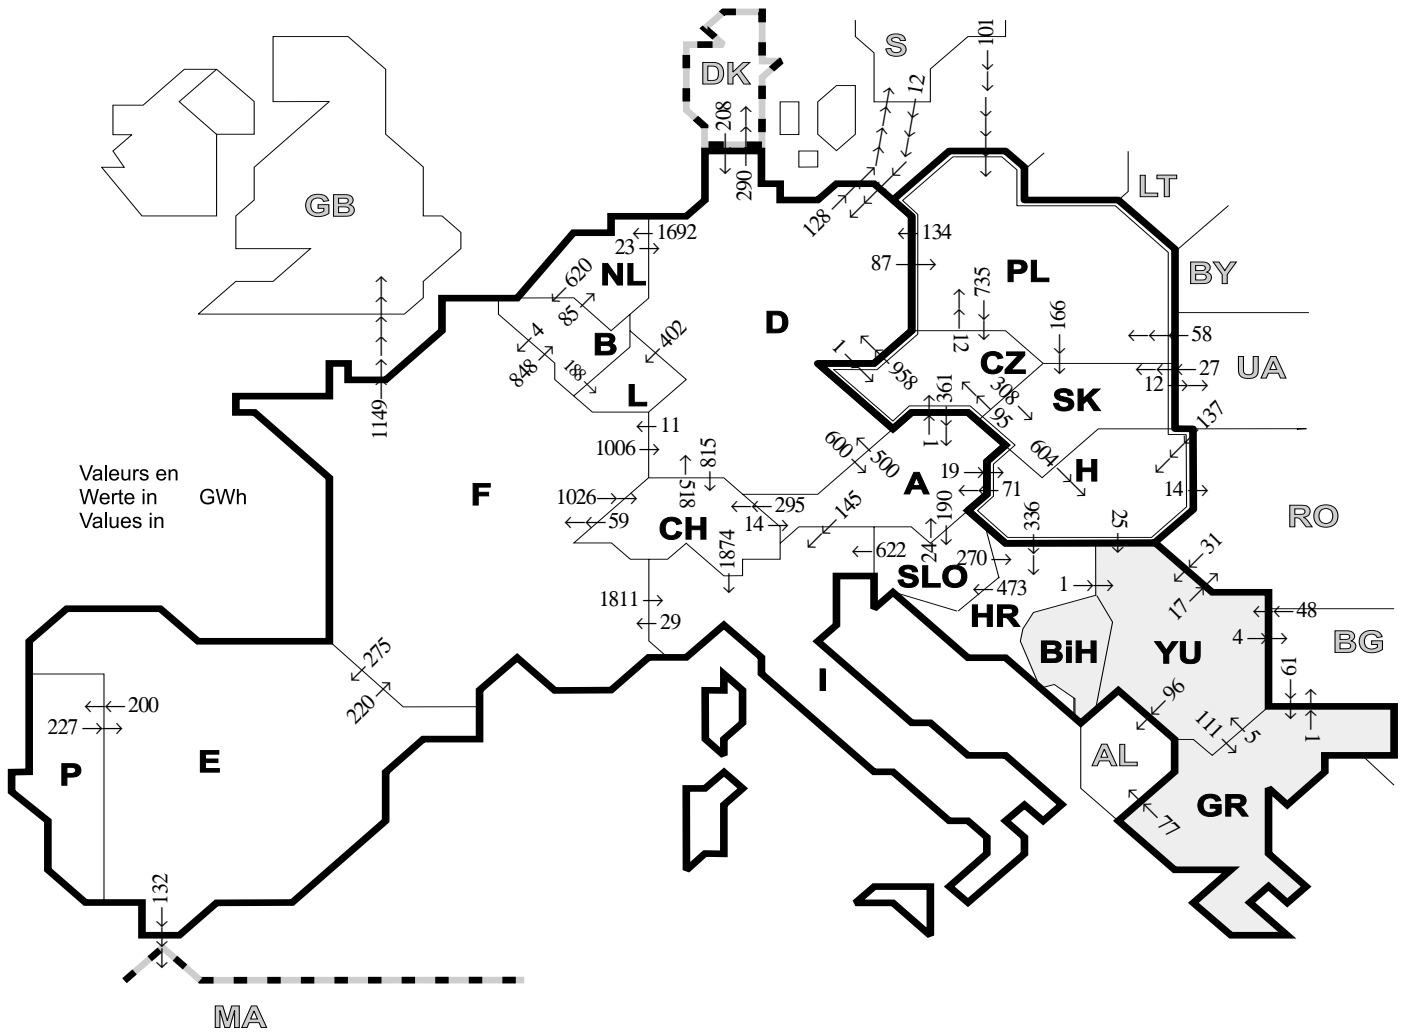 101
S
DK
12
208
290
128
LT
GB
1692
134
23
87
BY
NL
620
PL
735
85
D
166
4
402
12
58
B
1
848
188
958
CZ
27
UA
361
308
12
L
95
SK
1149
137
11
1
600
500
1006
815
604
19
H
Valeurs en
Werte in
Values in
GWh
F
518
A
71
14
1026
295
145
190
336
25
RO
59
CH
14
1874
622
24
270
31
SLO
1
473
1811
17
48
HR
29
4
BG
275
BiH
YU
61
I
96
220
200
227
111
5
1
P
E
AL
GR
77
132
MA